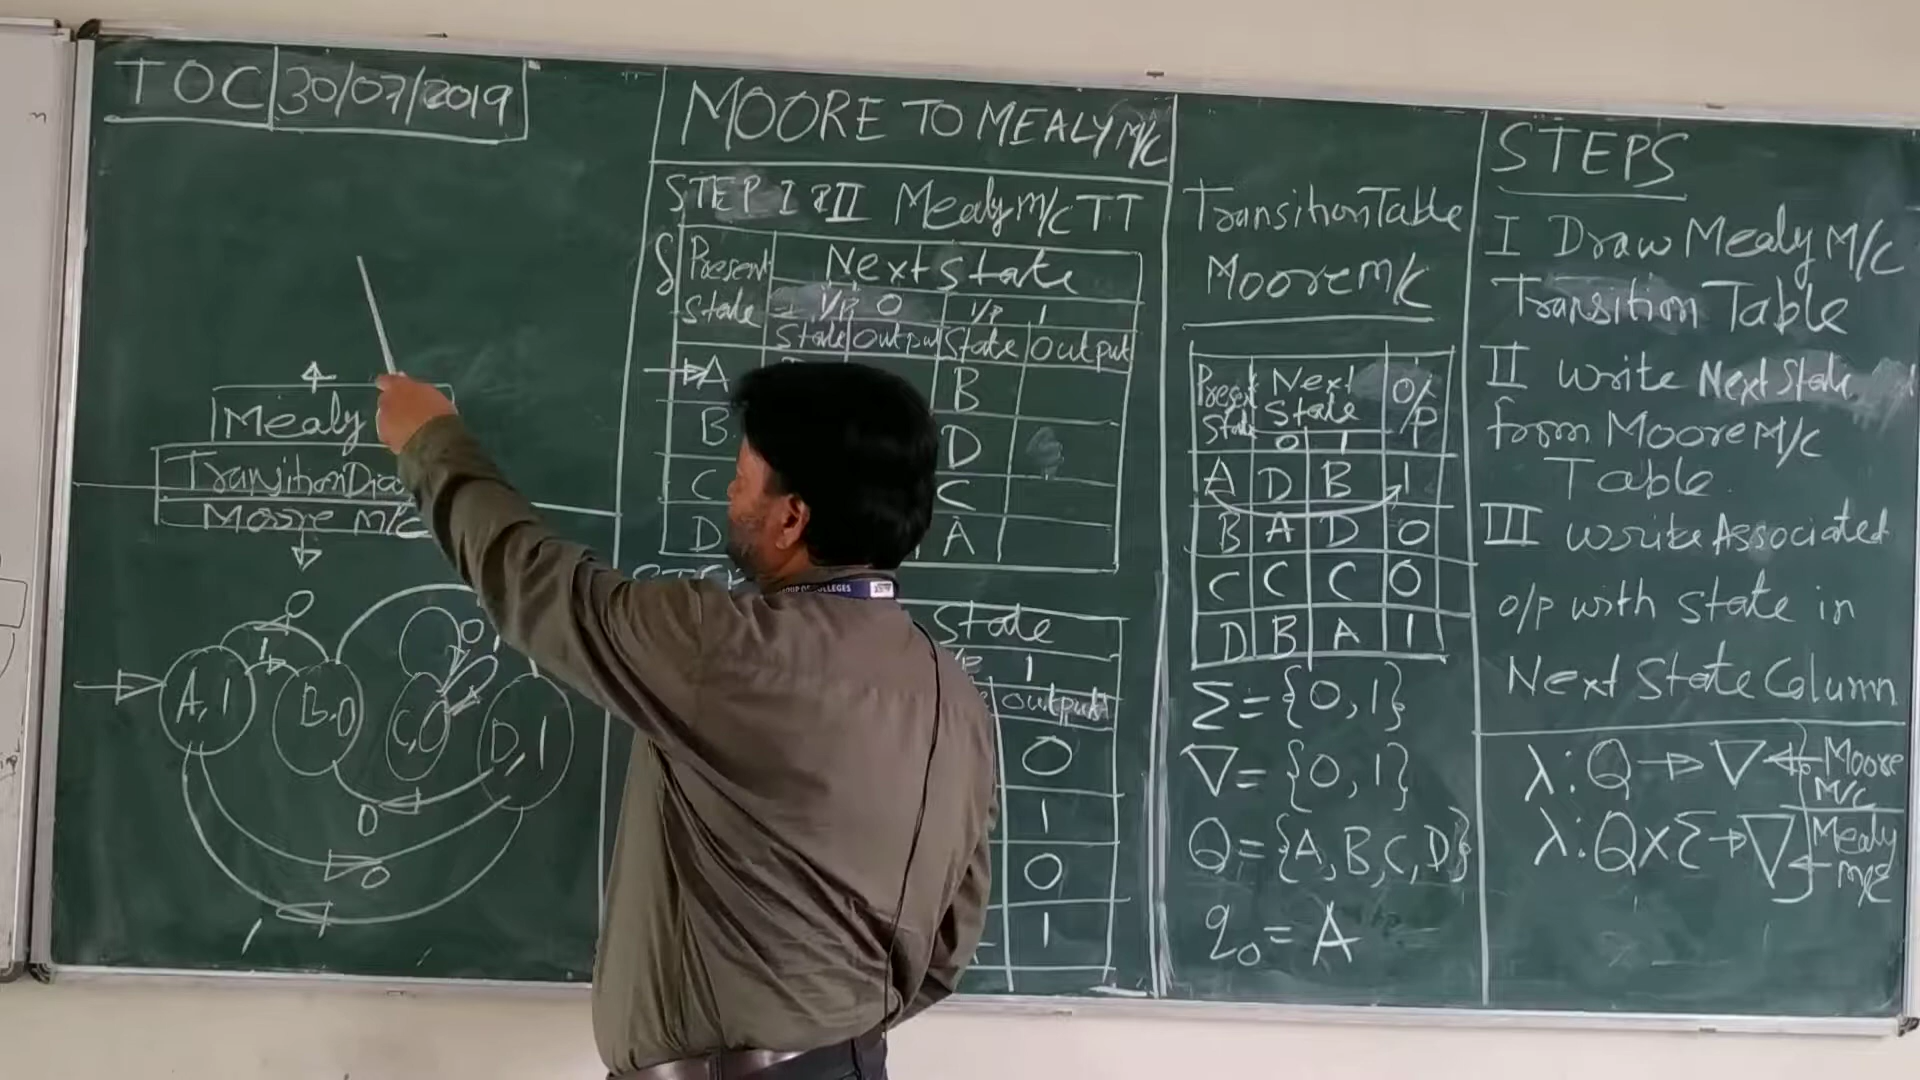 TOC 30/07/2019
Mealy
Transition Dia
Moore M/C
O
1
A,1
B,0
C,0
D,1
O
O
O
1
MOORE TO MEALY M/C
STEP I & II Mealy M/C TT
δ Present Next State
State I/P 0 I/P 1
State Output State Output
A B
B D
C C
D A
State
1
Output
0
1
0
1
Transition Table
Moore M/C
Present Next O/P
State State
0 1
A D B 1
B A D 0
C C C 0
D B A 1
Σ = {0,1}
∇ = {0,1}
Q = {A,B,C,D}
q0 = A
STEPS
I Draw Mealy M/C
Transition Table
II Write Next State
from Moore M/C
Table
III Write Associated
o/p with State in
Next State Column
λ: Q → ∇ ← Moore M/C
λ: Q x Σ → ∇ ← Mealy M/C